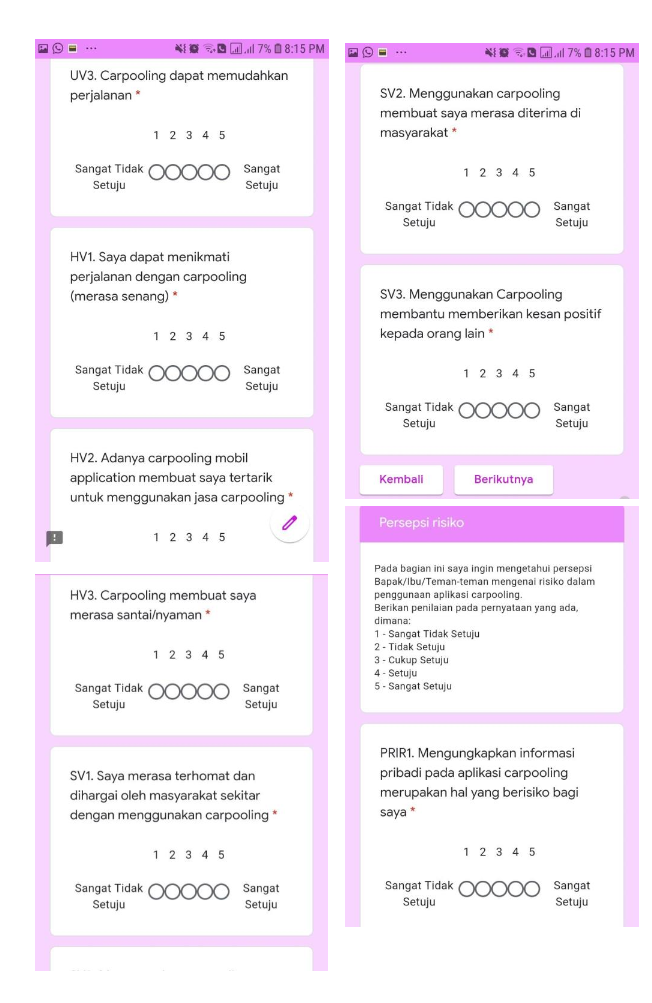 7% 8:15 PM
UV3. Carpooling dapat memudahkan
perjalanan *
1 2 3 4 5
Sangat Tidak
Setuju
Sangat
Setuju
HV1. Saya dapat menikmati
perjalanan dengan carpooling
(merasa senang) *
1 2 3 4 5
Sangat Tidak
Setuju
Sangat
Setuju
HV2. Adanya carpooling mobil
application membuat saya tertarik
untuk menggunakan jasa carpooling *
1 2 3 4 5
HV3. Carpooling membuat saya
merasa santai/nyaman *
1 2 3 4 5
Sangat Tidak
Setuju
Sangat
Setuju
SV1. Saya merasa terhomat dan
dihargai oleh masyarakat sekitar
dengan menggunakan carpooling *
1 2 3 4 5
Sangat Tidak
Setuju
Sangat
Setuju
7% 8:15 PM
SV2. Menggunakan carpooling
membuat saya merasa diterima di
masyarakat *
1 2 3 4 5
Sangat Tidak
Setuju
Sangat
Setuju
SV3. Menggunakan Carpooling
membantu memberikan kesan positif
kepada orang lain *
1 2 3 4 5
Sangat Tidak
Setuju
Sangat
Setuju
Kembali
Berikutnya
Persepsi risiko
Pada bagian ini saya ingin mengetahui persepsi
Bapak/Ibu/Teman-teman mengenai risiko dalam
penggunaan aplikasi carpooling.
Berikan penilaian pada pernyataan yang ada,
dimana:
1 - Sangat Tidak Setuju
2 - Tidak Setuju
3 - Cukup Setuju
4 - Setuju
5 - Sangat Setuju
PRIR1. Mengungkapkan informasi
pribadi pada aplikasi carpooling
merupakan hal yang berisiko bagi
saya *
1 2 3 4 5
Sangat Tidak
Setuju
Sangat
Setuju